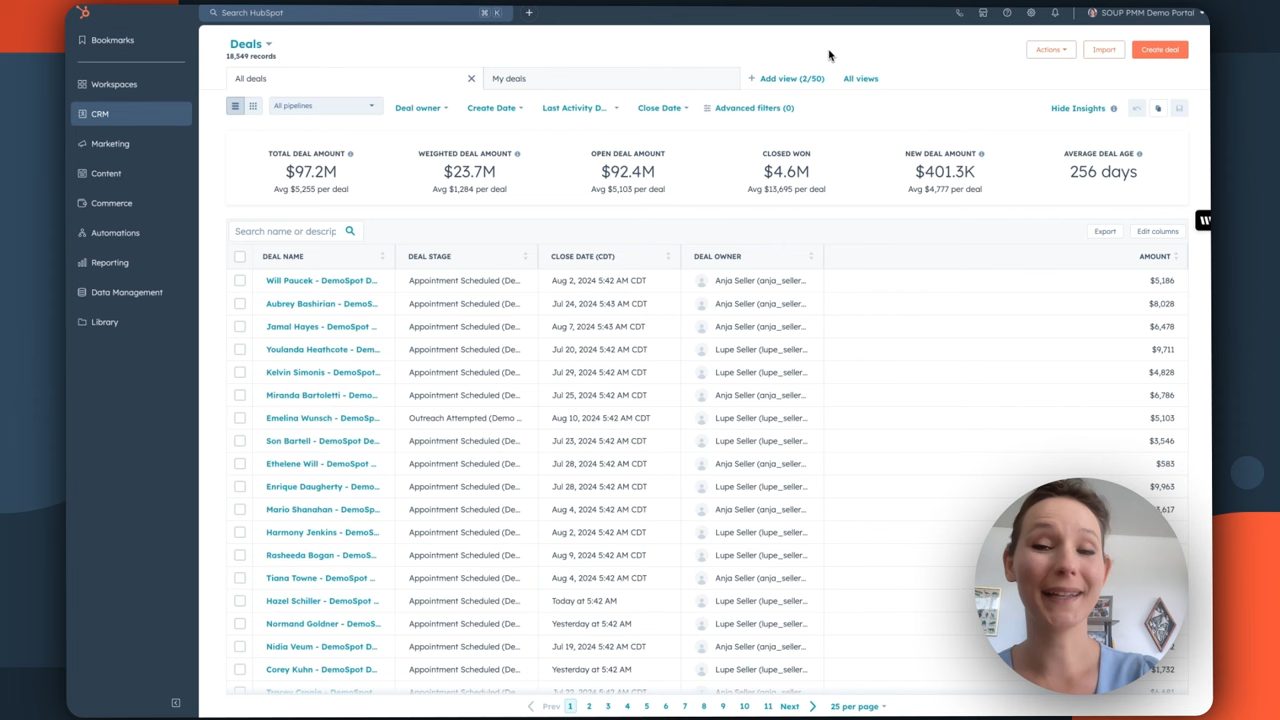 Search HubSpot
⌘ K
+
SOUP PMM Demo Portal
Bookmarks
Workspaces
CRM
Marketing
Content
Commerce
Automations
Reporting
Data Management
Library
Deals
18,549 records
Actions
Import
Create deal
All deals
My deals
+ Add view (2/50)
All views
All pipelines
Deal owner
Create Date
Last Activity D...
Close Date
Advanced filters (0)
Hide Insights
TOTAL DEAL AMOUNT
$97.2M
Avg $5,255 per deal
WEIGHTED DEAL AMOUNT
$23.7M
Avg $1,284 per deal
OPEN DEAL AMOUNT
$92.4M
Avg $5,103 per deal
CLOSED WON
$4.6M
Avg $13,695 per deal
NEW DEAL AMOUNT
$401.3K
Avg $4,777 per deal
AVERAGE DEAL AGE
256 days
Search name or descrip
Export
Edit columns
DEAL NAME DEAL STAGE CLOSE DATE (CDT) DEAL OWNER AMOUNT
Will Paucek - DemoSpot D... Appointment Scheduled (De... Aug 2, 2024 5:42 AM CDT Anja Seller (anja_seller... $5,186
Aubrey Bashirian - DemoS... Appointment Scheduled (De... Jul 24, 2024 5:43 AM CDT Anja Seller (anja_seller... $8,028
Jamal Hayes - DemoSpot ... Appointment Scheduled (De... Aug 7, 2024 5:43 AM CDT Anja Seller (anja_seller... $6,478
Youlanda Heathcote - Dem... Appointment Scheduled (De... Jul 20, 2024 5:42 AM CDT Lupe Seller (lupe_seller... $9,711
Kelvin Simonis - DemoSpot... Appointment Scheduled (De... Jul 29, 2024 5:42 AM CDT Lupe Seller (lupe_seller... $4,828
Miranda Bartoletti - Demo... Appointment Scheduled (De... Jul 25, 2024 5:42 AM CDT Anja Seller (anja_seller... $6,786
Emelina Wunsch - DemoSp... Outreach Attempted (Demo ... Aug 10, 2024 5:42 AM CDT Lupe Seller (lupe_seller... $5,103
Son Bartell - DemoSpot De... Appointment Scheduled (De... Jul 23, 2024 5:42 AM CDT Lupe Seller (lupe_seller... $3,546
Ethelene Will - DemoSpot ... Appointment Scheduled (De... Jul 28, 2024 5:42 AM CDT Anja Seller (anja_seller... $583
Enrique Daugherty - Demo... Appointment Scheduled (De... Jul 28, 2024 5:42 AM CDT Lupe Seller (lupe_seller... $9,963
Mario Shanahan - DemoSp... Appointment Scheduled (De... Aug 4, 2024 5:42 AM CDT Anja Seller (anja_seller... ,617
Harmony Jenkins - DemoS... Appointment Scheduled (De... Aug 2, 2024 5:42 AM CDT Lupe Seller (lupe_seller...
Rasheeda Bogan - DemoS... Appointment Scheduled (De... Aug 9, 2024 5:42 AM CDT Lupe Seller (lupe_seller...
Tiana Towne - DemoSpot ... Appointment Scheduled (De... Aug 4, 2024 5:42 AM CDT Anja Seller (anja_seller...
Hazel Schiller - DemoSpot ... Appointment Scheduled (De... Today at 5:42 AM Lupe Seller (lupe_seller...
Normand Goldner - DemoS... Appointment Scheduled (De... Yesterday at 5:42 AM Lupe Seller (lupe_seller...
Nidia Veum - DemoSpot D... Appointment Scheduled (De... Jul 19, 2024 5:42 AM CDT Anja Seller (anja_seller...
Corey Kuhn - DemoSpot D... Appointment Scheduled (De... Yesterday at 5:42 AM Lupe Seller (lupe_seller... $1,732
Prev 1 2 3 4 5 6 7 8 9 10 11 Next 25 per page